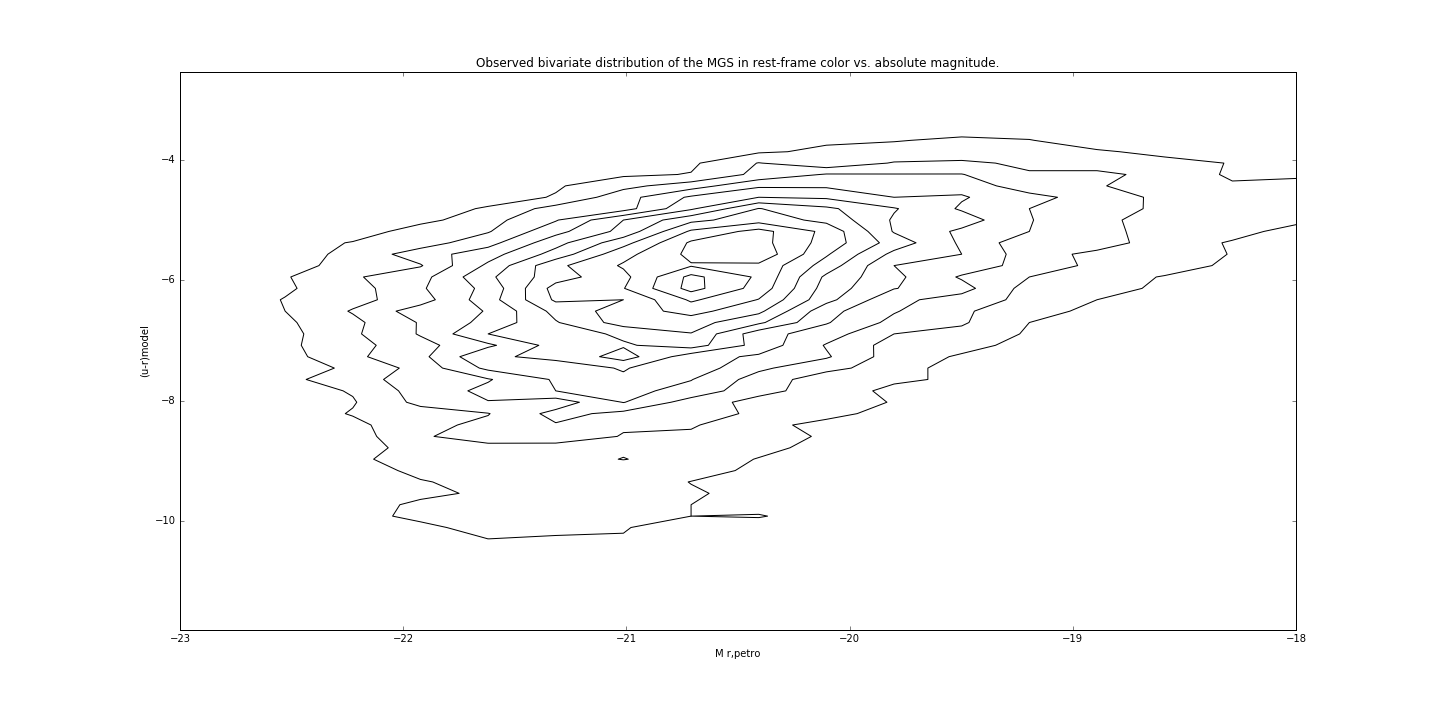 Observed bivariate distribution of the MGS in rest-frame color vs. absolute magnitude.
−4
−6
−8
−10
(u-r)model
−23 −22 −21 −20 −19 −18
M r,petro